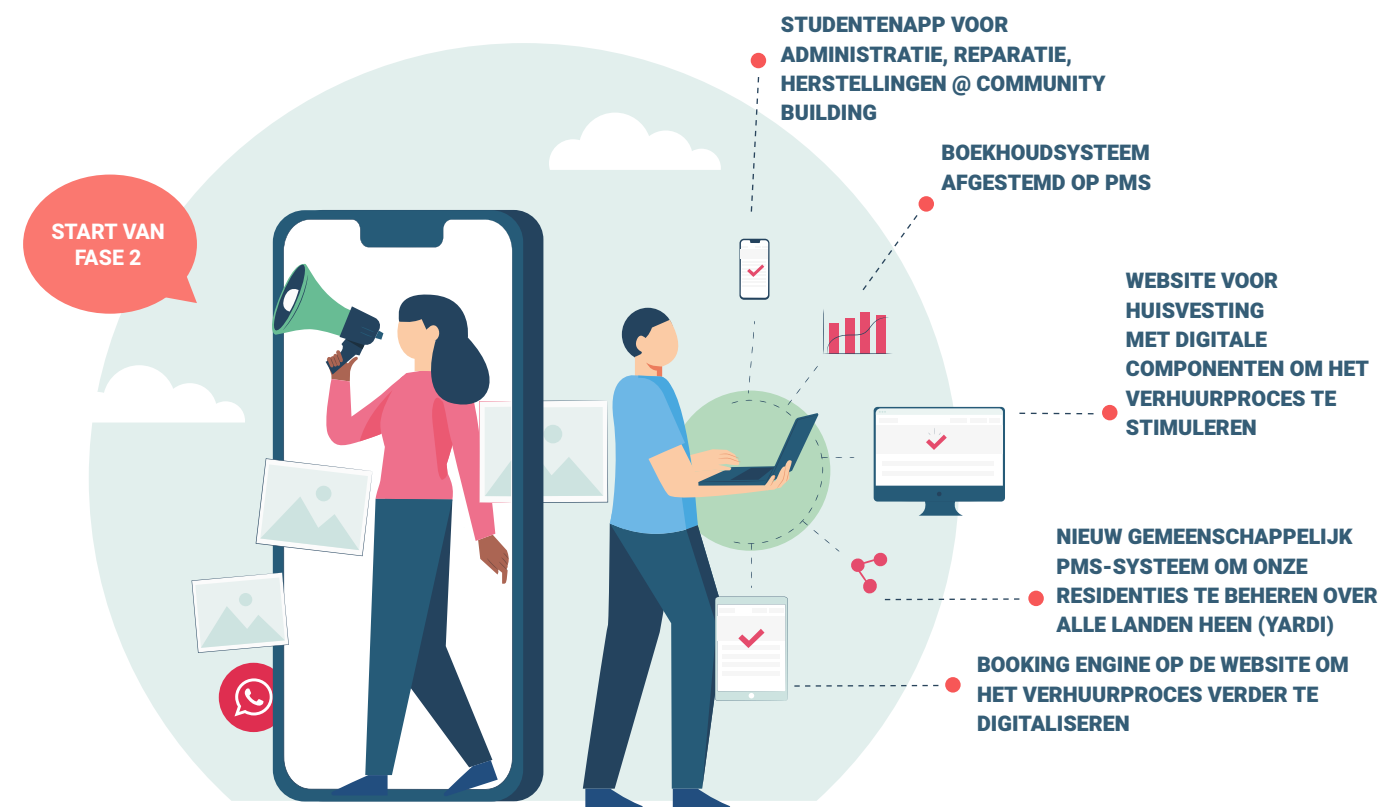 STUDENTENAPP VOOR
ADMINISTRATIE, REPARATIE,
HERSTELLINGEN @ COMMUNITY
BUILDING
BOEKHOUDSYSTEEM
AFGESTEMD OP PMS
START VAN
FASE 2
WEBSITE VOOR
HUISVESTING
MET DIGITALE
COMPONENTEN OM HET
VERHUURPROCES TE
STIMULEREN
NIEUW GEMEENSCHAPPELIJK
PMS-SYSTEEM OM ONZE
RESIDENTIES TE BEHEREN OVER
ALLE LANDEN HEEN (YARDI)
BOOKING ENGINE OP DE WEBSITE OM
HET VERHUURPROCES VERDER TE
DIGITALISEREN